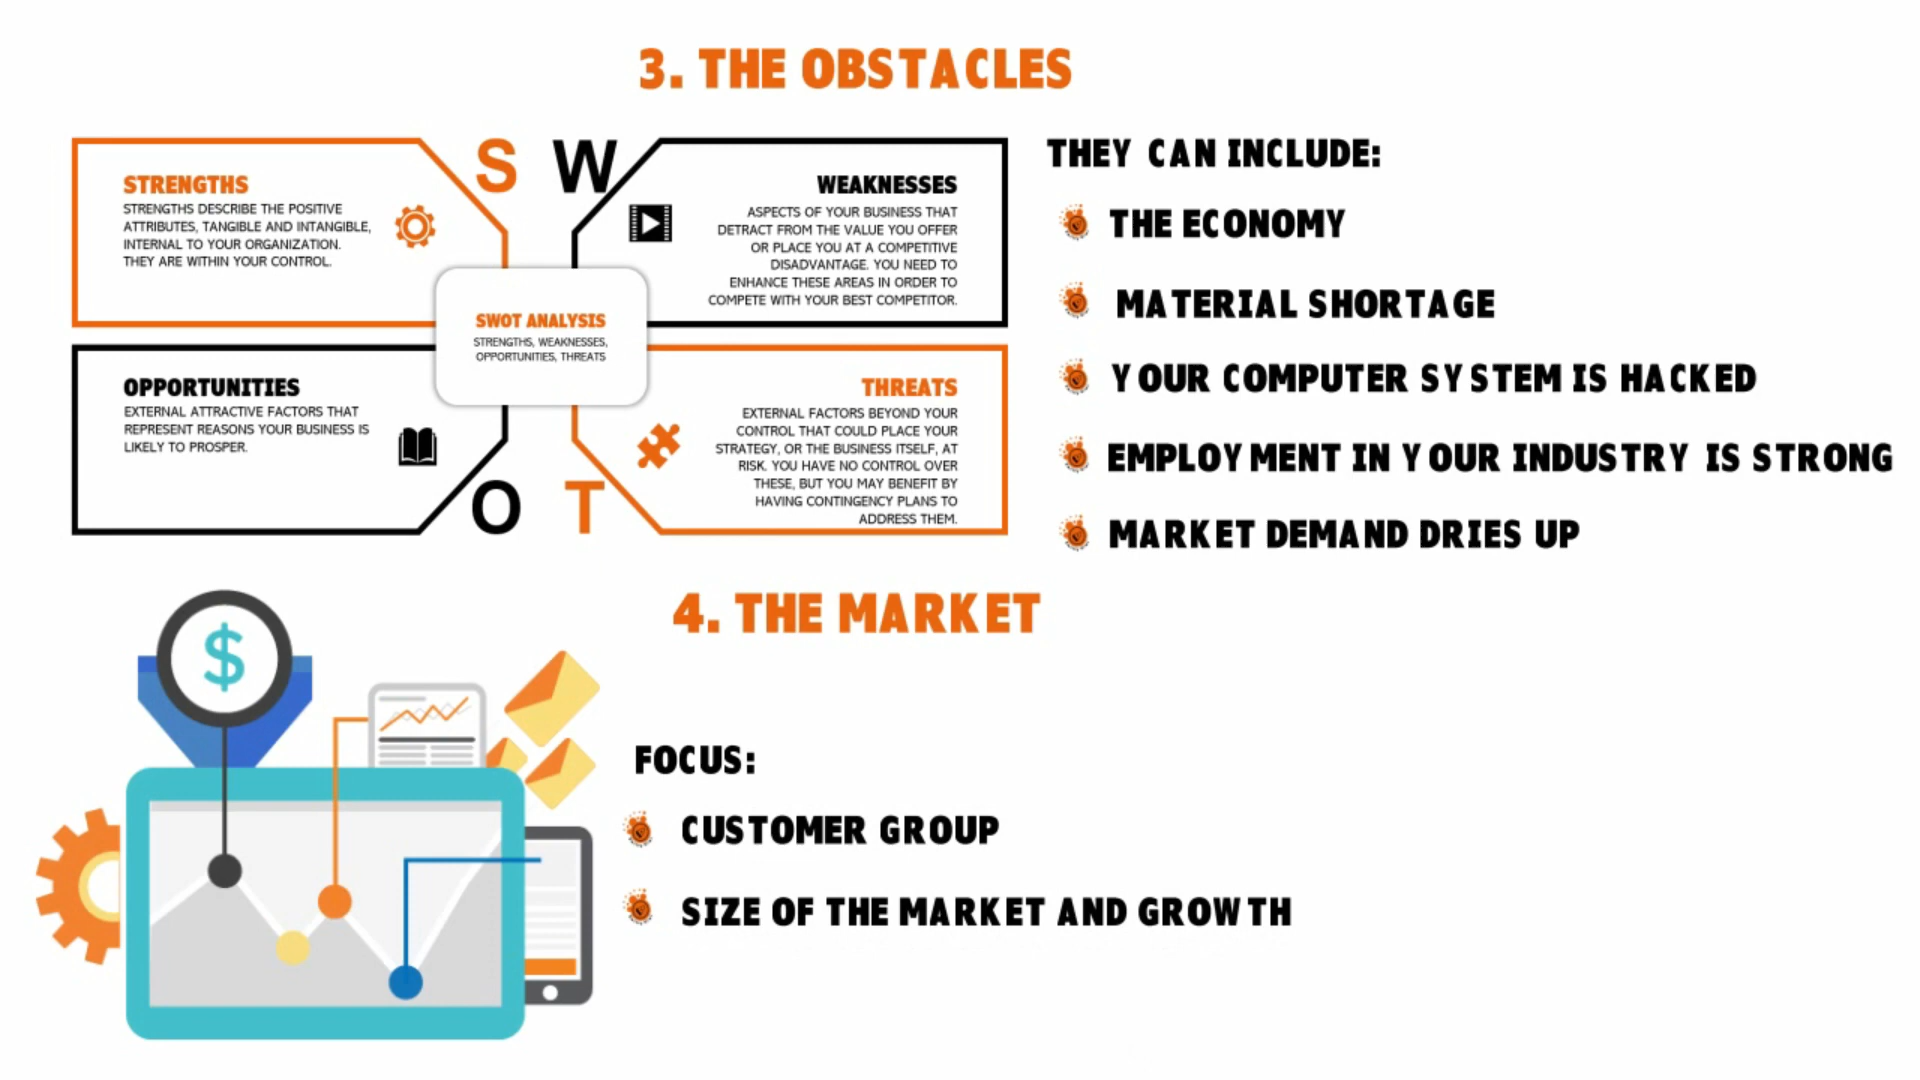 3. THE OBSTACLES
S W
STRENGTHS
STRENGTHS DESCRIBE THE POSITIVE
ATTRIBUTES, TANGIBLE AND INTANGIBLE,
INTERNAL TO YOUR ORGANIZATION.
THEY ARE WITHIN YOUR CONTROL.
WEAKNESSES
ASPECTS OF YOUR BUSINESS THAT
DETRACT FROM THE VALUE YOU OFFER
OR PLACE YOU AT A COMPETITIVE
DISADVANTAGE. YOU NEED TO
ENHANCE THESE AREAS IN ORDER TO
COMPETE WITH YOUR BEST COMPETITOR.
SWOT ANALYSIS
STRENGTHS, WEAKNESSES,
OPPORTUNITIES, THREATS
OPPORTUNITIES
EXTERNAL ATTRACTIVE FACTORS THAT
REPRESENT REASONS YOUR BUSINESS IS
LIKELY TO PROSPER.
THREATS
EXTERNAL FACTORS BEYOND YOUR
CONTROL THAT COULD PLACE YOUR
STRATEGY, OR THE BUSINESS ITSELF, AT
RISK. YOU HAVE NO CONTROL OVER
THESE, BUT YOU MAY BENEFIT BY
HAVING CONTINGENCY PLANS TO
ADDRESS THEM.
O T
THEY CAN INCLUDE:
THE ECONOMY
MATERIAL SHORTAGE
YOUR COMPUTER SYSTEM IS HACKED
EMPLOYMENT IN YOUR INDUSTRY IS STRONG
MARKET DEMAND DRIES UP
4. THE MARKET
$
FOCUS:
CUSTOMER GROUP
SIZE OF THE MARKET AND GROWTH